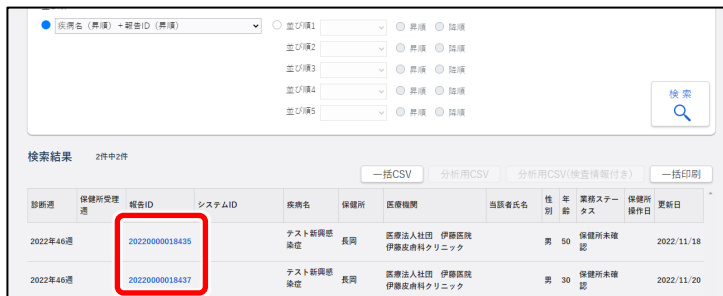 疾病名（昇順）＋報告ID（昇順） 並び順1 昇順 降順
並び順2 昇順 降順
並び順3 昇順 降順
並び順4 昇順 降順
並び順5 昇順 降順
検索
検索結果 2件中2件
一括CSV 分析用CSV 分析用CSV(検査情報付き) 一括印刷
診断週 保健所受理週 報告ID システムID 疾病名 保健所 医療機関 当該者氏名 性別 年齢 業務ステータス 保健所操作日 更新日
2022年46週 20220000018435 テスト新興感染症 長岡 医療法人社団　伊藤医院 伊藤皮膚科クリニック 男 50 保健所未確認 2022/11/18
2022年46週 20220000018437 テスト新興感染症 長岡 医療法人社団　伊藤医院 伊藤皮膚科クリニック 男 30 保健所未確認 2022/11/20